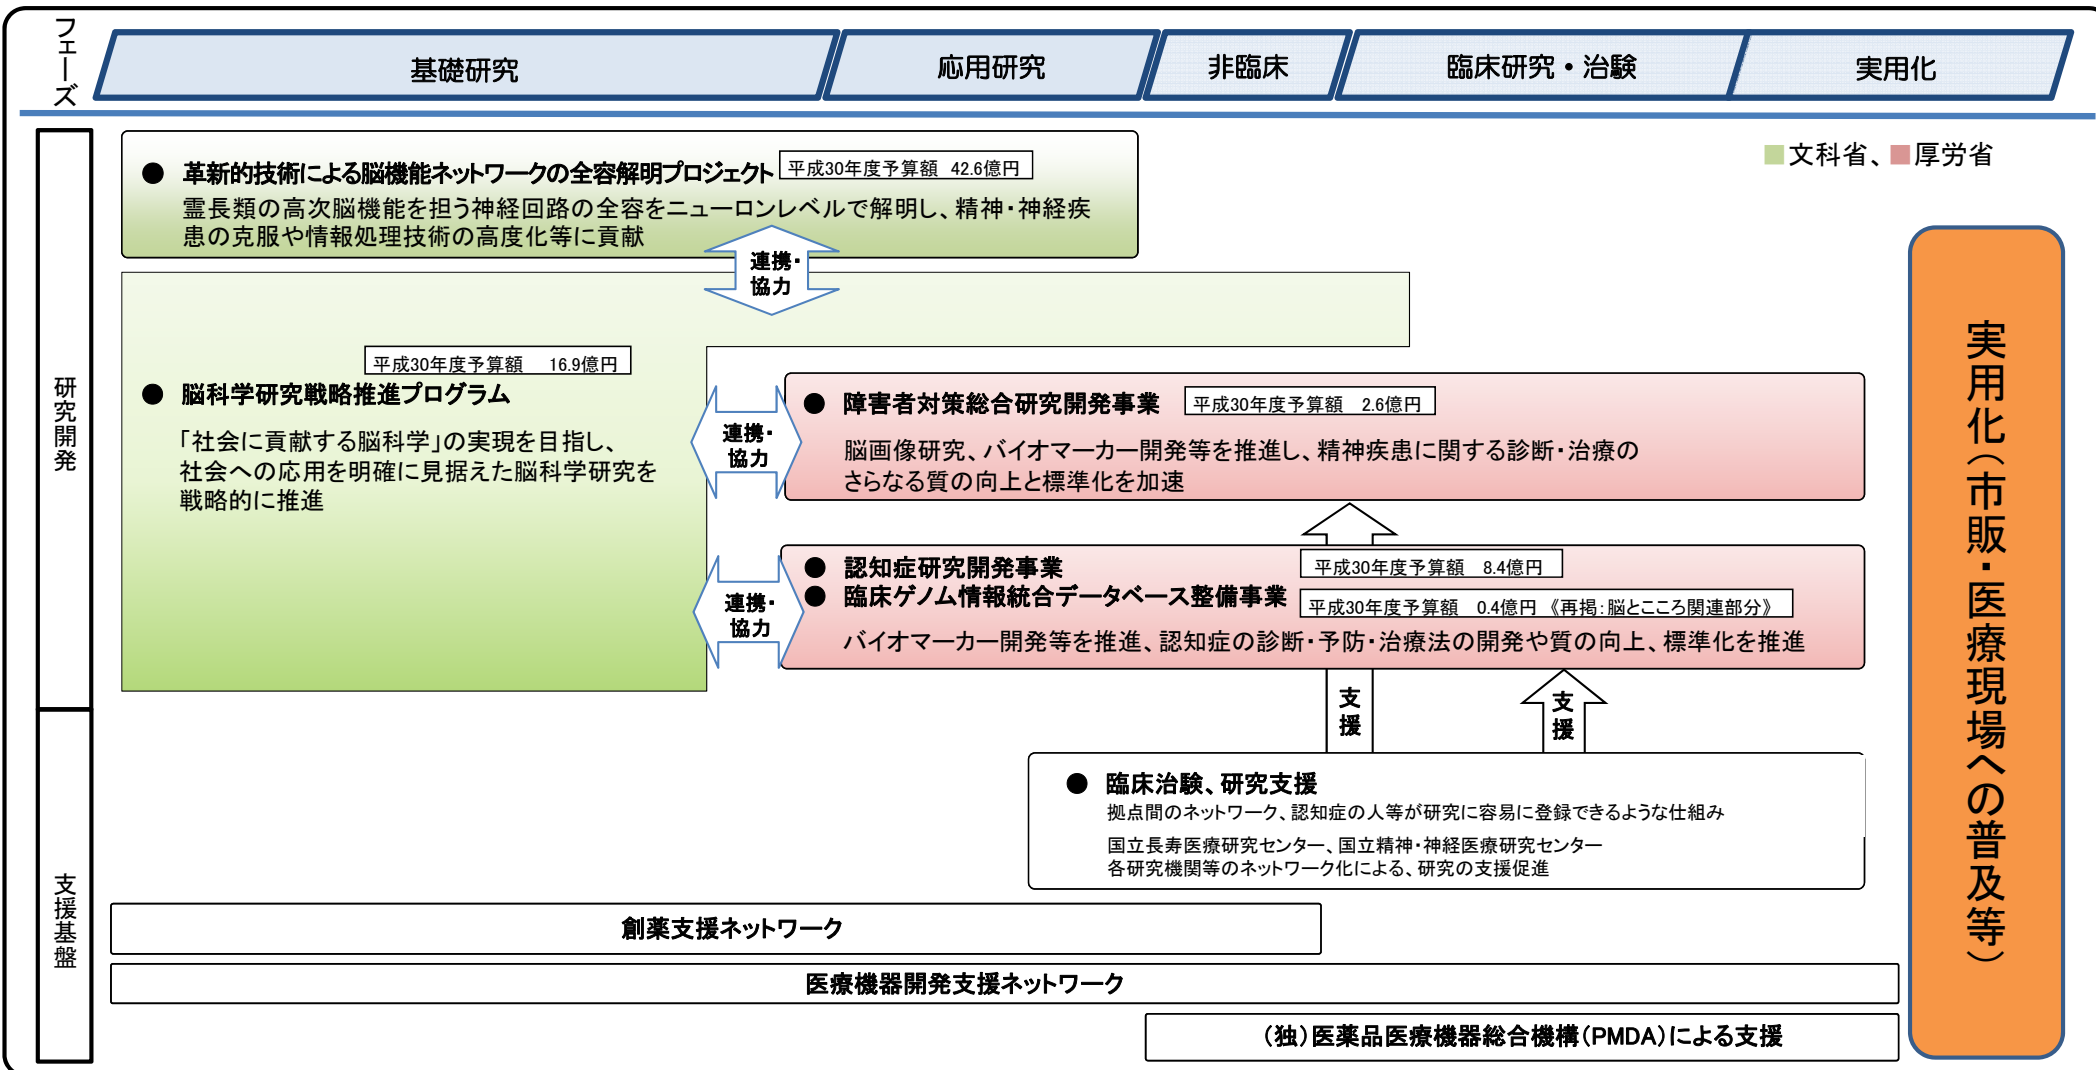 フェーズ
基礎研究
応用研究
非臨床
臨床研究・治験
実用化
■文科省、■厚労省
研究開発
● 革新的技術による脳機能ネットワークの全容解明プロジェクト
平成30年度予算額 42.6億円
霊長類の高次脳機能を担う神経回路の全容をニューロンレベルで解明し、精神・神経疾
患の克服や情報処理技術の高度化等に貢献
連携・
協力
平成30年度予算額 16.9億円
● 脳科学研究戦略推進プログラム
「社会に貢献する脳科学」の実現を目指し、
社会への応用を明確に見据えた脳科学研究を
戦略的に推進
連携・
協力
● 障害者対策総合研究開発事業
平成30年度予算額 2.6億円
脳画像研究、バイオマーカー開発等を推進し、精神疾患に関する診断・治療の
さらなる質の向上と標準化を加速
連携・
協力
● 認知症研究開発事業
平成30年度予算額 8.4億円
● 臨床ゲノム情報統合データベース整備事業
平成30年度予算額 0.4億円 《再掲:脳とこころ関連部分》
バイオマーカー開発等を推進、認知症の診断・予防・治療法の開発や質の向上、標準化を推進
支援
支援
支援基盤
● 臨床治験、研究支援
拠点間のネットワーク、認知症の人等が研究に容易に登録できるような仕組み
国立長寿医療研究センター、国立精神・神経医療研究センター
各研究機関等のネットワーク化による、研究の支援促進
創薬支援ネットワーク
医療機器開発支援ネットワーク
(独)医薬品医療機器総合機構(PMDA)による支援
実用化(市販・医療現場への普及等)